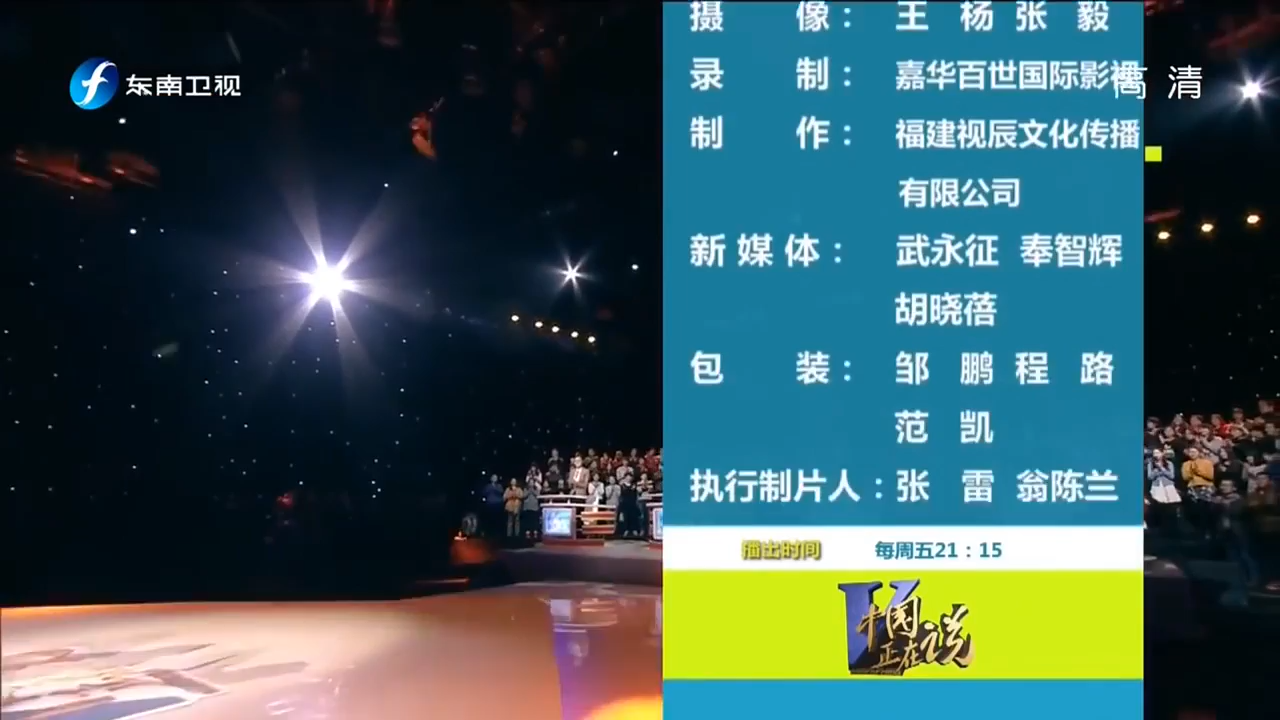 东南卫视
高 清
摄 像： 王 杨 张 毅
录 制： 嘉华百世国际影视
制 作： 福建视辰文化传播
有限公司
新 媒 体： 武永征 奉智辉
胡晓蓓
包 装： 邹 鹏 程 路
范 凯
执行制片人：张 雷 翁陈兰
播出时间 每周五21：15
中国正在说